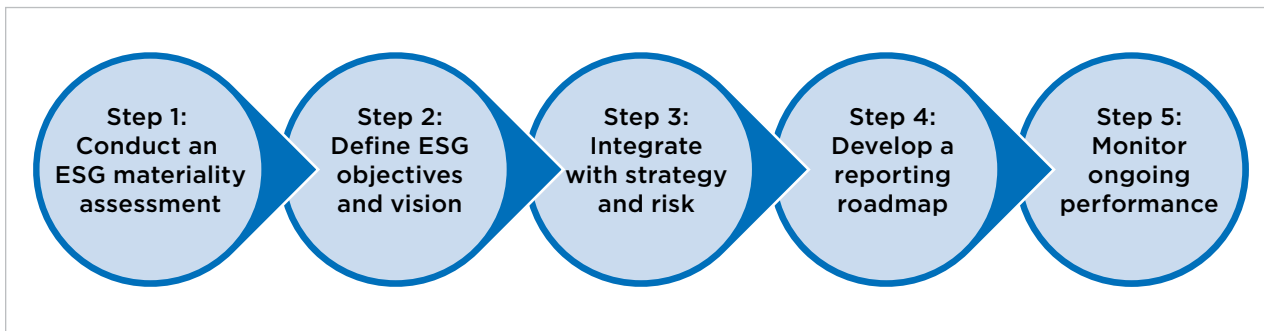 Step 1:
Conduct an
ESG materiality
assessment
Step 2:
Define ESG
objectives
and vision
Step 3:
Integrate
with strategy
and risk
Step 4:
Develop a
reporting
roadmap
Step 5:
Monitor
ongoing
performance